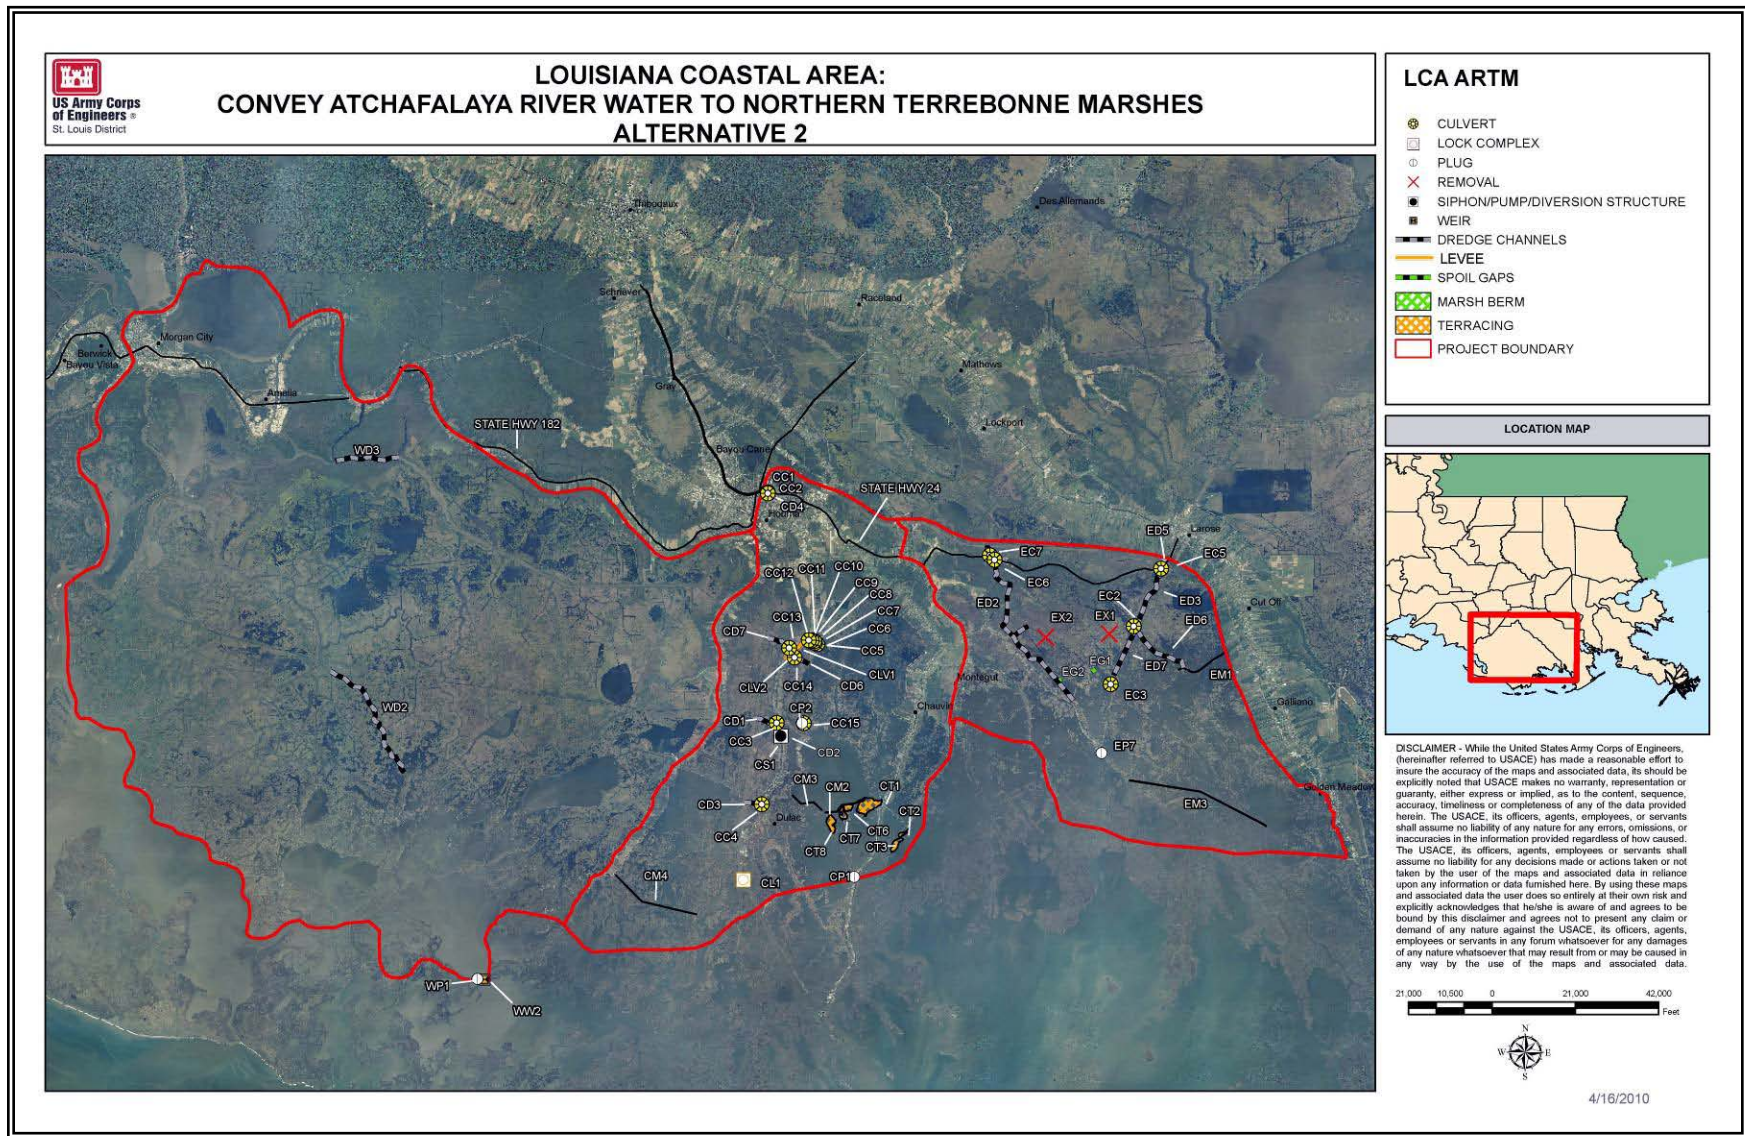 US Army Corps
of Engineers ®
St. Louis District
LOUISIANA COASTAL AREA:
CONVEY ATCHAFALAYA RIVER WATER TO NORTHERN TERREBONNE MARSHES
ALTERNATIVE 2
LCA ARTM
CULVERT
LOCK COMPLEX
PLUG
REMOVAL
SIPHON/PUMP/DIVERSION STRUCTURE
WEIR
DREDGE CHANNELS
LEVEE
SPOIL GAPS
MARSH BERM
TERRACING
PROJECT BOUNDARY
LOCATION MAP
DISCLAIMER - While the United States Army Corps of Engineers,
(hereinafter referred to USACE) has made a reasonable effort to
insure the accuracy of the maps and associated data, its should be
explicitly noted that USACE makes no warranty, representation or
guaranty, either express or implied, as to the content, sequence,
accuracy, timeliness or completeness of any of the data provided
herein. The USACE, its officers, agents, employees, or servants
shall assume no liability of any nature for any errors, omissions, or
inaccuracies in the information provided regardless of how caused.
The USACE, its officers, agents, employees or servants shall
assume no liability for any decisions made or actions taken or not
taken by the user of the maps and associated data in reliance
upon any information or data furnished here. By using these maps
and associated data the user does so entirely at their own risk and
explicitly acknowledges that he/she is aware of and agrees to be
bound by this disclaimer and agrees not to present any claim or
demand of any nature against the USACE, its officers, agents,
employees or servants in any forum whatsoever for any damages
of any nature whatsoever that may result from or may be caused in
any way by the use of the maps and associated data.
21,000 10,500 0 21,000 42,000
Feet
N
W E
S
4/16/2010
Thibodaux
Des Allemands
Schriever
Raceland
Morgan City
Berwick
Bayou Vista
Mathews
Gray
Amelia
Lockport
STATE HWY 182
Bayou Cane
WD3
CC1
CC2
STATE HWY 24
CD4
Houma
ED5
Larose
EC7
EC5
CC12
CC11
CC10
CC9
EC6
CC8
EC2
ED3
ED2
Cut Off
CC7
CC13
EX2
EX1
ED6
CD7
CC6
CC5
EG1
ED7
EG2
EM1
CLV1
Montegut
CLV2
CC14
CD6
EC3
WD2
CP2
Chauvin
Galliano
CD1
CC15
CC3
CD2
EP7
CS1
CM3
CM2
CT1
Golden Meadow
CD3
CT2
EM3
Dulac
CC4
CT6
CT7
CT3
CT8
CM4
CL1
CP1
WP1
WW2